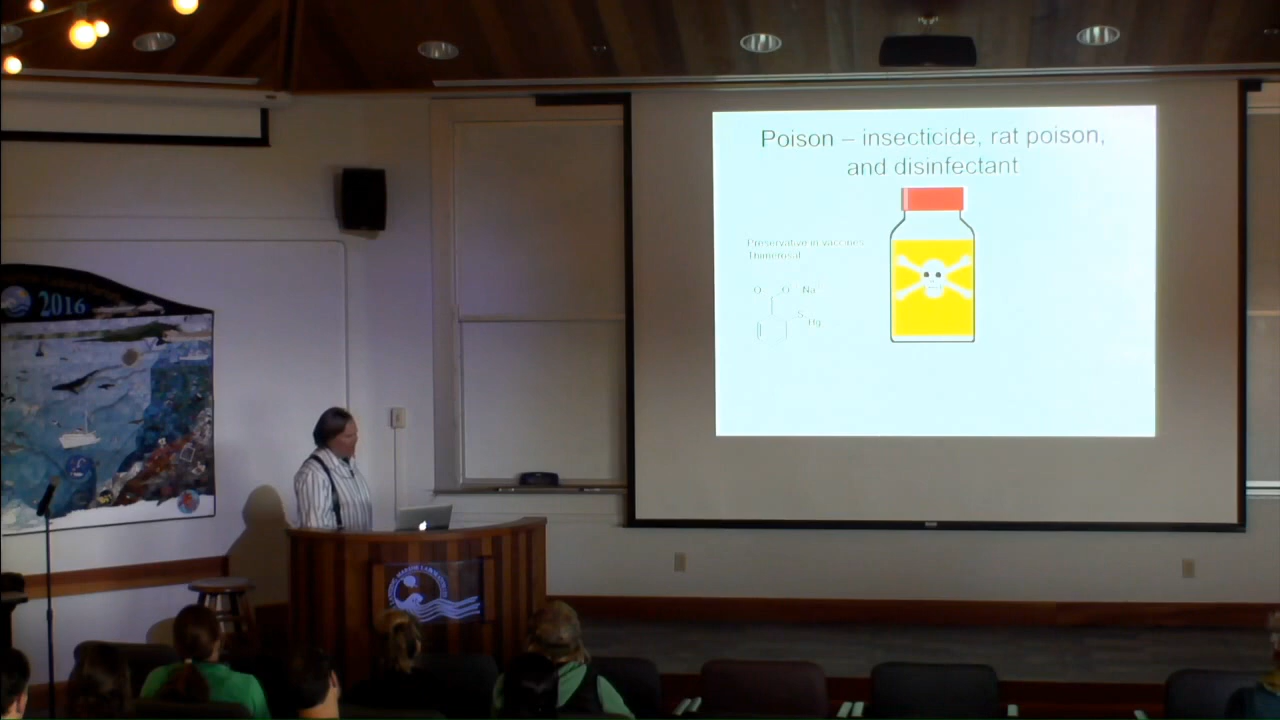 Poison – insecticide, rat poison,
and disinfectant
Preservative in vaccines
Thimerosal
O O Na
S
Hg
2016